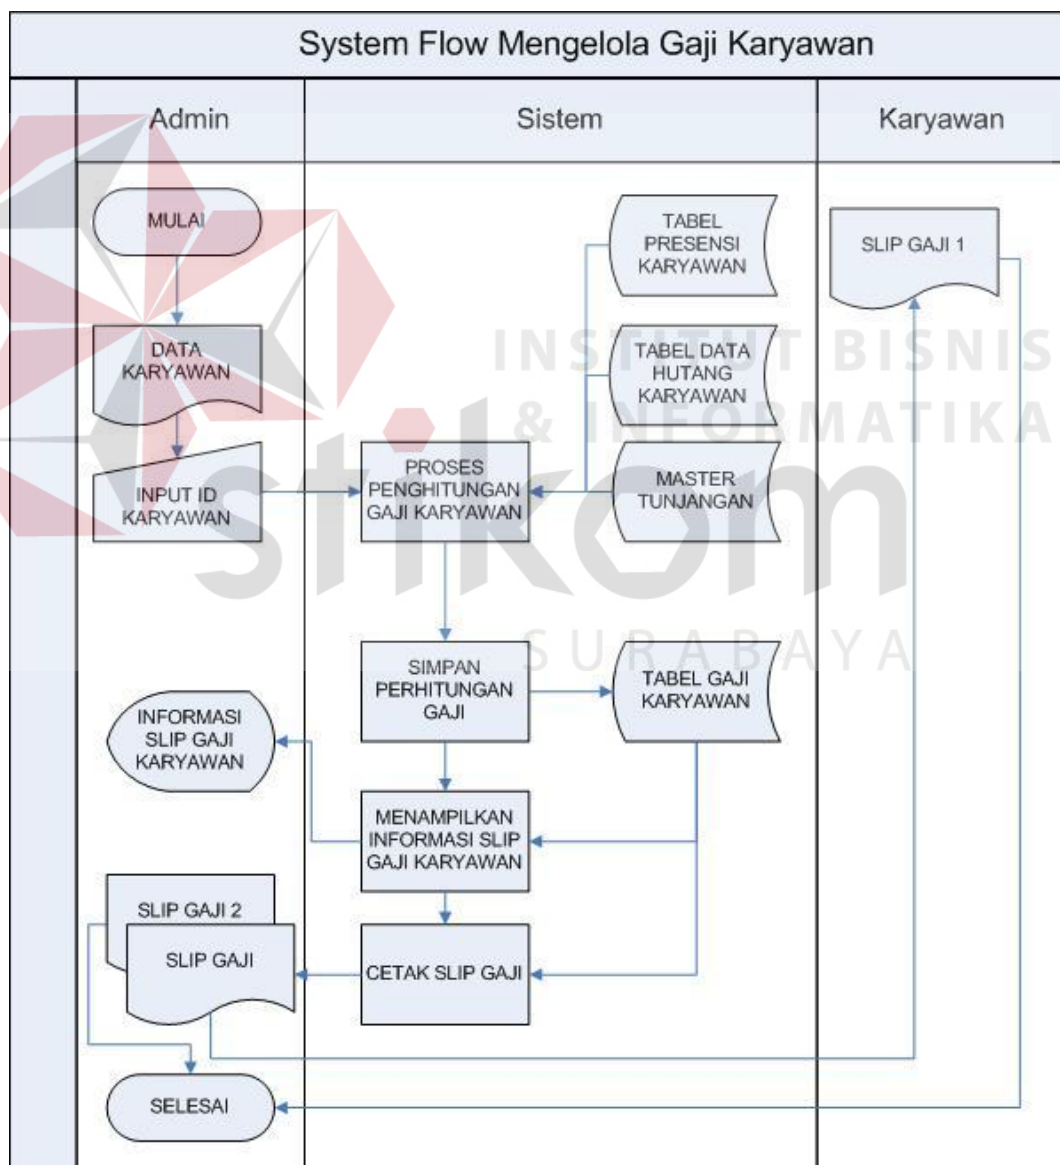 System Flow Mengelola Gaji Karyawan
Admin
Sistem
Karyawan
MULAI
TABEL
PRESENSI
KARYAWAN
SLIP GAJI 1
DATA
KARYAWAN
TABEL DATA
HUTANG
KARYAWAN
INSTITUT BISNIS
& INFORMATIKA
stikom
SURABAYA
INPUT ID
KARYAWAN
PROSES
PENGHITUNGAN
GAJI KARYAWAN
MASTER
TUNJANGAN
SIMPAN
PERHITUNGAN
GAJI
TABEL GAJI
KARYAWAN
INFORMASI
SLIP GAJI
KARYAWAN
MENAMPILKAN
INFORMASI SLIP
GAJI KARYAWAN
SLIP GAJI 2
SLIP GAJI
CETAK SLIP GAJI
SELESAI